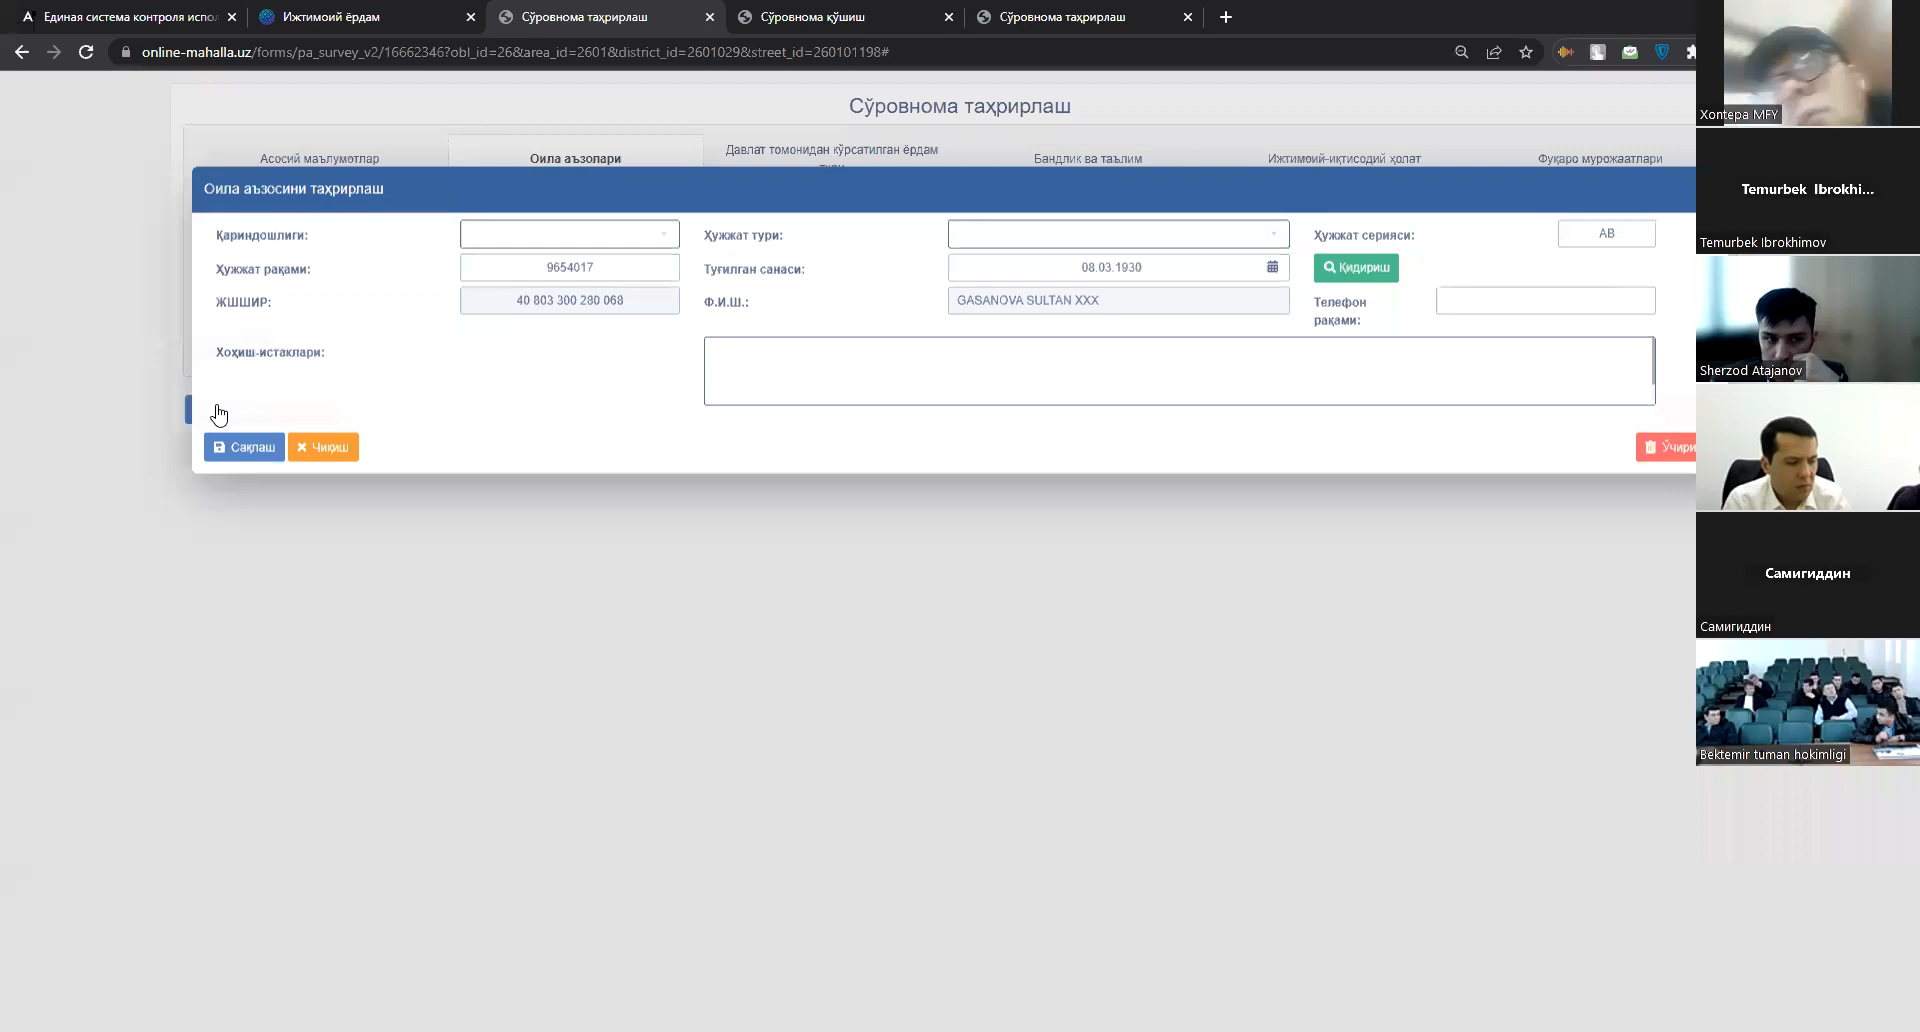 Единая система контроля испол
Ижтимоий ёрдам
Сўровнома таҳрирлаш
Сўровнома қўшиш
Сўровнома таҳрирлаш
online-mahalla.uz/forms/pa_survey_v2/16662346?obl_id=26&area_id=2601&district_id=2601029&street_id=260101198#
Сўровнома таҳрирлаш
Асосий маълумотлар
Оила аъзолари
Давлат томонидан кўрсатилган ёрдам
Бандлик ва таълим
Ижтимоий-иқтисодий ҳолат
Фуқаро мурожаатлари
Оила аъзосини таҳрирлаш
Қариндошлиги:
Ҳужжат тури:
Ҳужжат серияси:
AB
Ҳужжат рақами:
9654017
Туғилган санаси:
08.03.1930
Қидириш
ЖШШИР:
40 803 300 280 068
Ф.И.Ш.:
GASANOVA SULTAN XXX
Телефон
рақами:
Хоҳиш-истаклари:
Сақлаш
Чиқиш
Ўчири
Xontepa MFY
Temurbek Ibrokhi...
Temurbek Ibrokhimov
Sherzod Atajanov
Самигиддин
Самигиддин
Bektemir tuman hokimligi